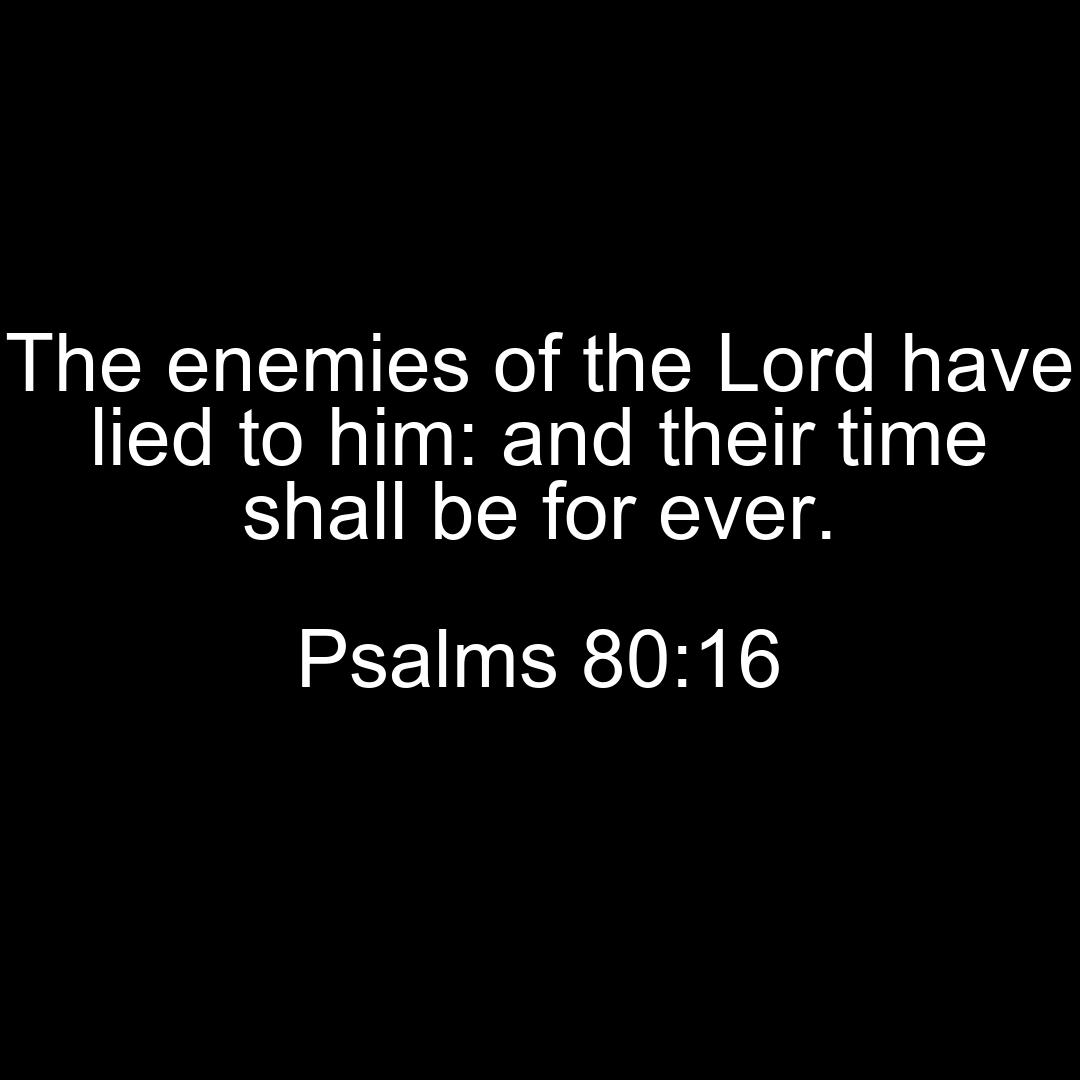 The enemies of the Lord have
lied to him: and their time
shall be for ever.
Psalms 80:16